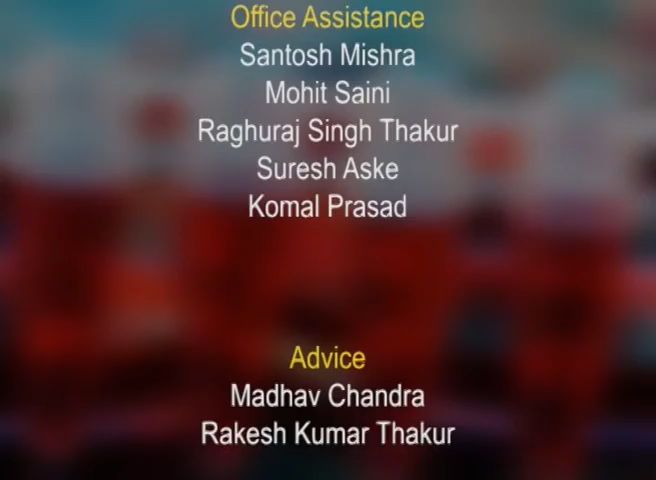 Office Assistance
Santosh Mishra
Mohit Saini
Raghuraj Singh Thakur
Suresh Aske
Komal Prasad
Advice
Madhav Chandra
Rakesh Kumar Thakur